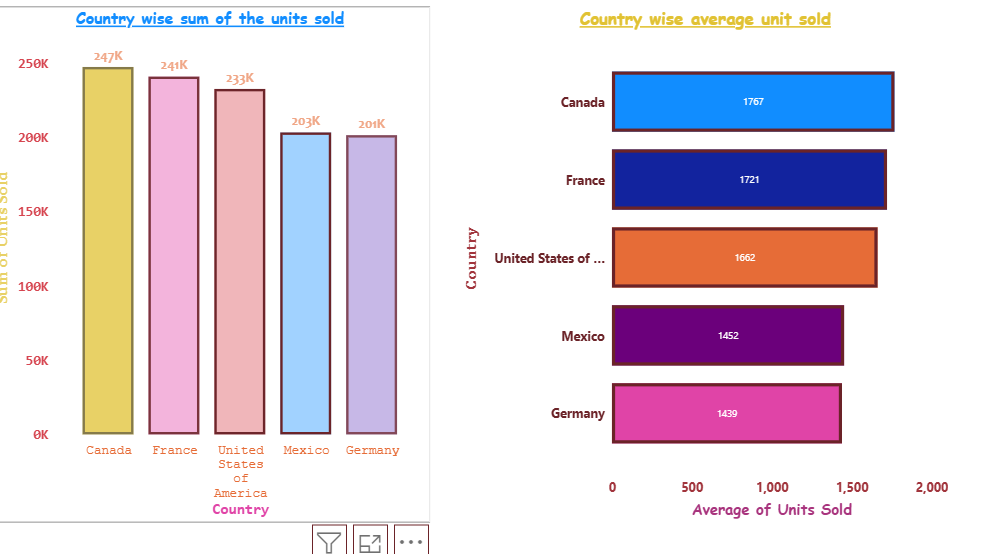 Country wise sum of the units sold
250K
200K
150K
100K
50K
0K
Sum of Units Sold
247K
241K
233K
203K
201K
Canada
France
United
States
of
America
Mexico
Germany
Country
Country wise average unit sold
Country
Canada
1767
France
1721
United States of ...
1662
Mexico
1452
Germany
1439
0
500
1,000
1,500
2,000
Average of Units Sold